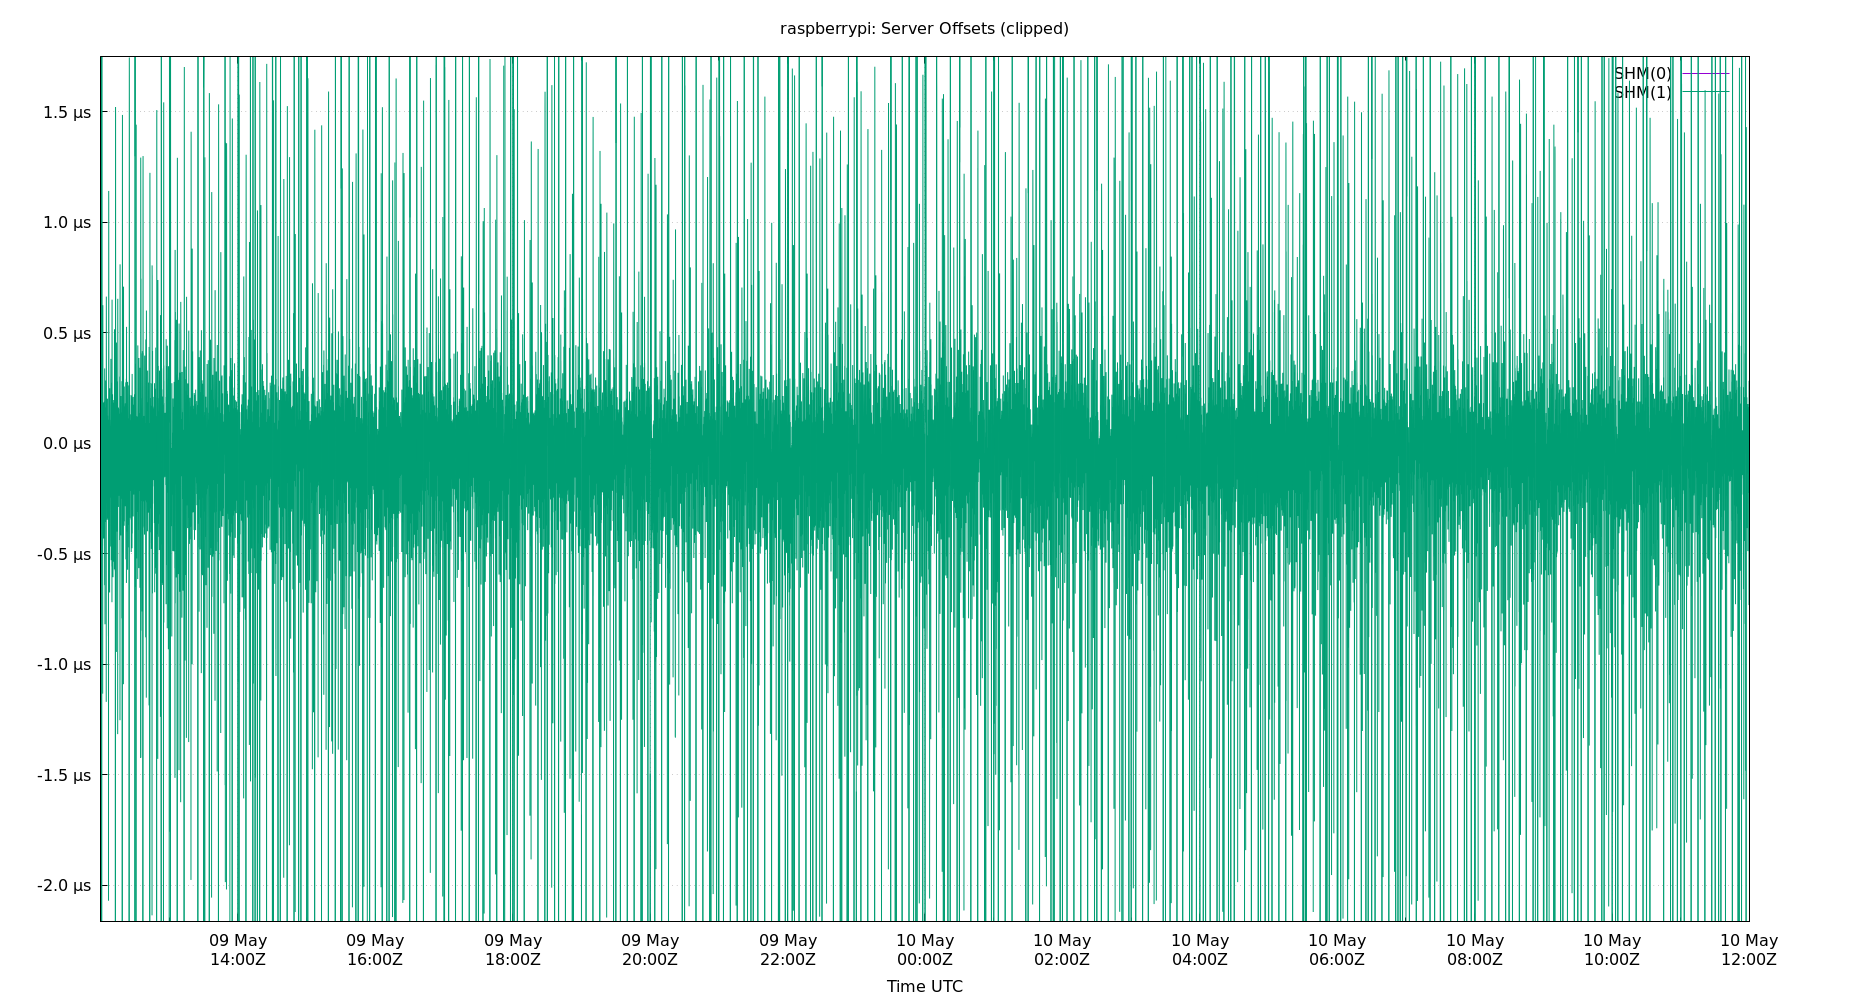 raspberrypi: Server Offsets (clipped)
SHM(0)
SHM(1)
1.5 µs
1.0 µs
0.5 µs
0.0 µs
-0.5 µs
-1.0 µs
-1.5 µs
-2.0 µs
09 May 09 May 09 May 09 May 09 May 10 May 10 May 10 May 10 May 10 May 10 May 10 May
14:00Z 16:00Z 18:00Z 20:00Z 22:00Z 00:00Z 02:00Z 04:00Z 06:00Z 08:00Z 10:00Z 12:00Z
Time UTC